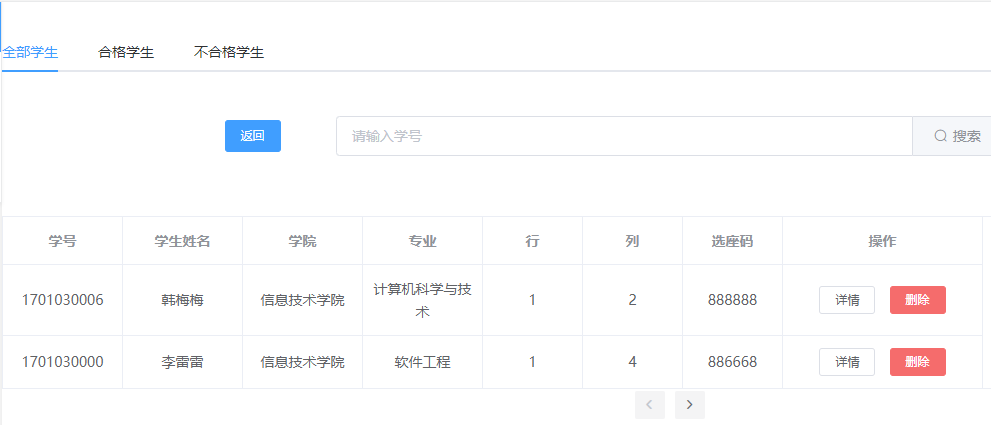 全部学生 合格学生 不合格学生
返回 请输入学号 搜索
学号 学生姓名 学院 专业 行 列 选座码 操作
1701030006 韩梅梅 信息技术学院 计算机科学与技 1 2 888888 详情 删除
术
1701030000 李雷雷 信息技术学院 软件工程 1 4 886668 详情 删除